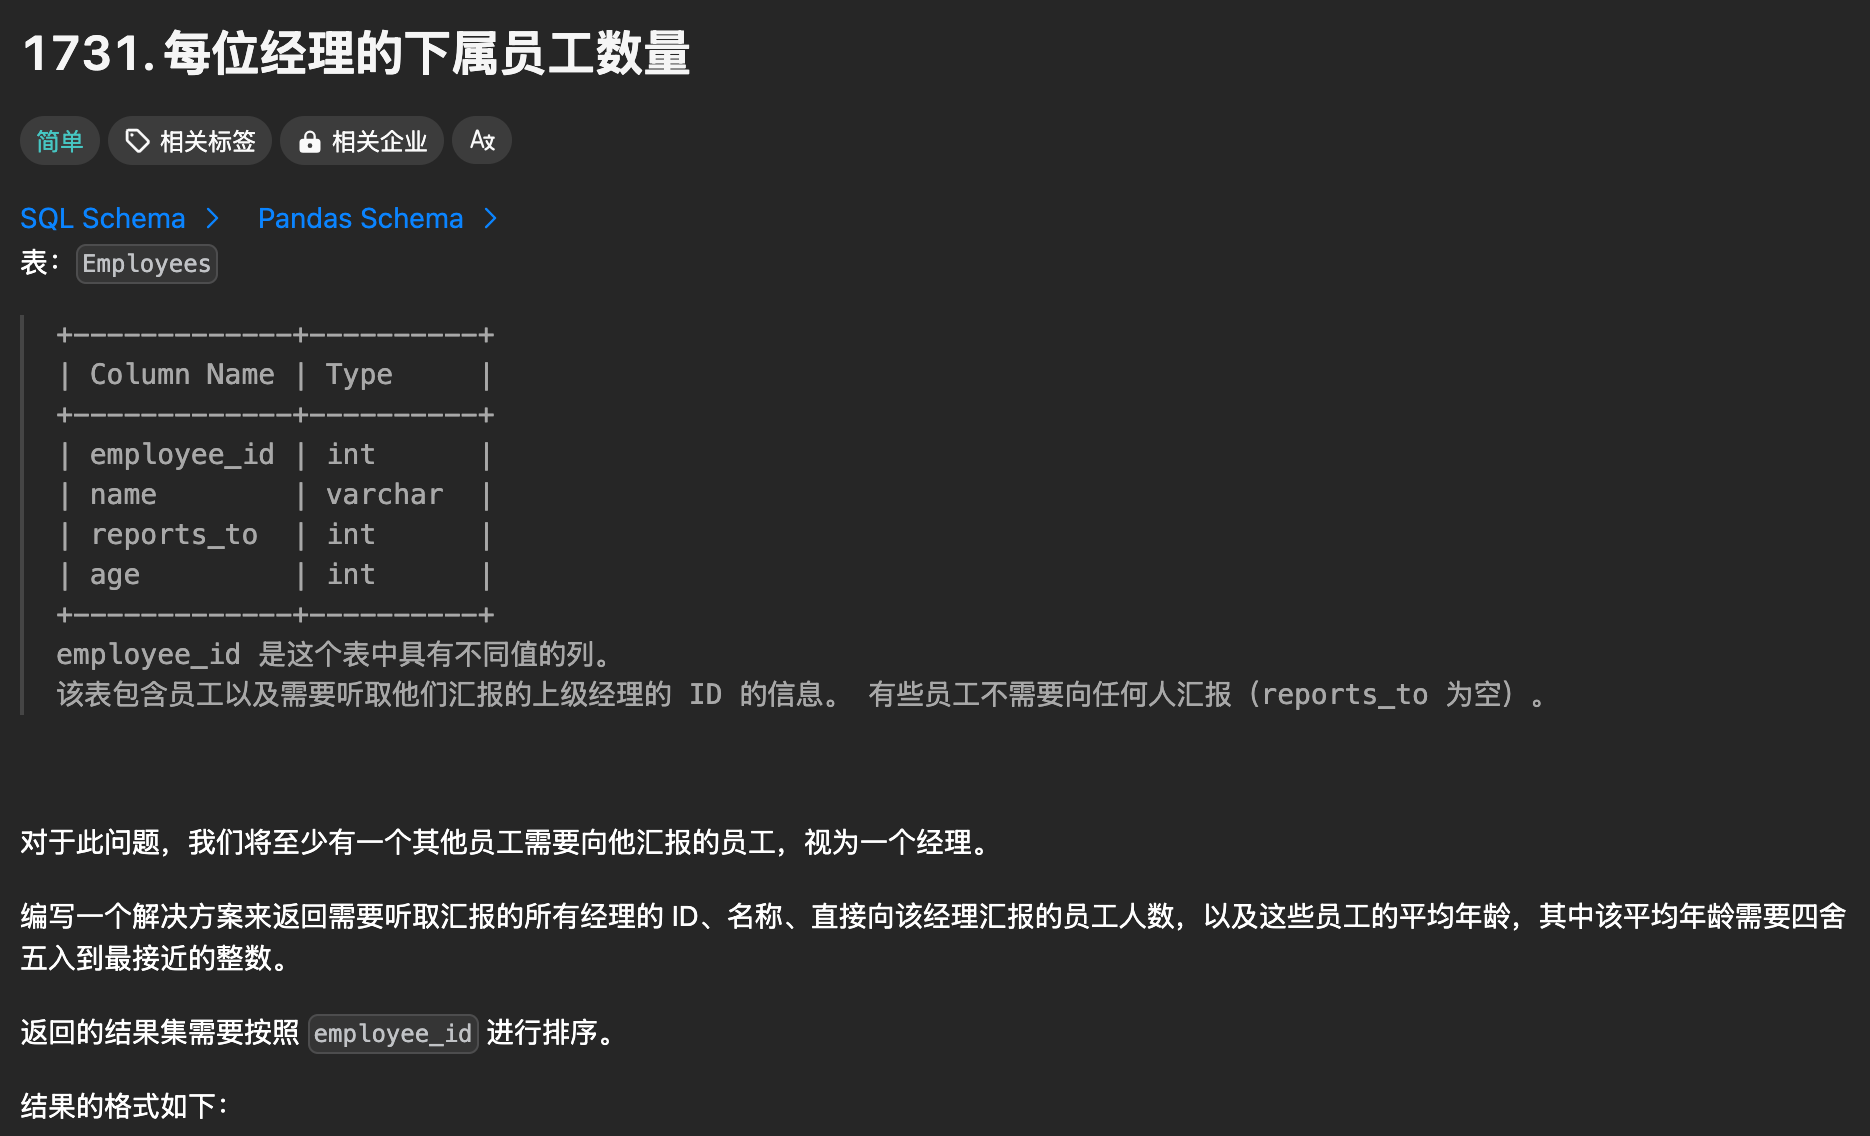 1731. 每位经理的下属员工数量
简单 相关标签 相关企业 A文
SQL Schema > Pandas Schema >
表： Employees
+-------------+----------+
| Column Name | Type     |
+-------------+----------+
| employee_id | int      |
| name        | varchar  |
| reports_to  | int      |
| age         | int      |
+-------------+----------+
employee_id 是这个表中具有不同值的列。
该表包含员工以及需要听取他们汇报的上级经理的 ID 的信息。 有些员工不需要向任何人汇报（reports_to 为空）。
对于此问题，我们将至少有一个其他员工需要向他汇报的员工，视为一个经理。
编写一个解决方案来返回需要听取汇报的所有经理的 ID、名称、直接向该经理汇报的员工人数，以及这些员工的平均年龄，其中该平均年龄需要四舍
五入到最接近的整数。
返回的结果集需要按照 employee_id 进行排序。
结果的格式如下：